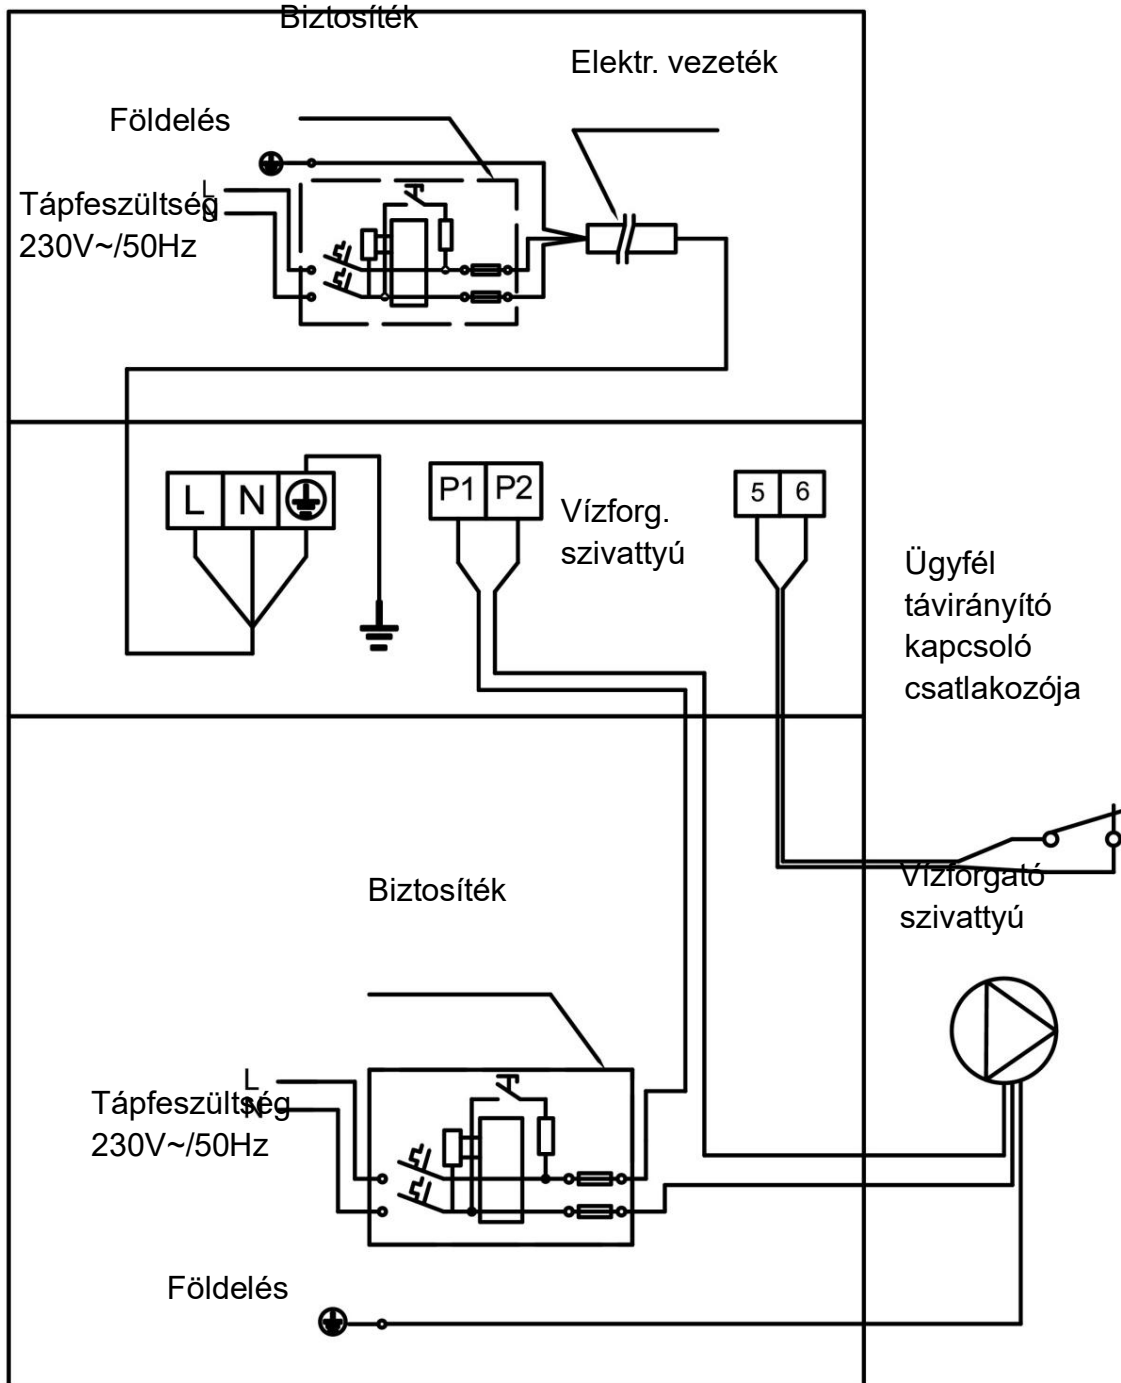 Biztosíték
Elektr. vezeték
Földelés
L
Tápfeszültség
N
230V~/50Hz
L N
P1 P2
5 6
Vízforg.
szivattyú
Ügyfél
távirányító
kapcsoló
csatlakozója
Biztosíték
Vízforgató
szivattyú
L
Tápfeszültség
N
230V~/50Hz
Földelés